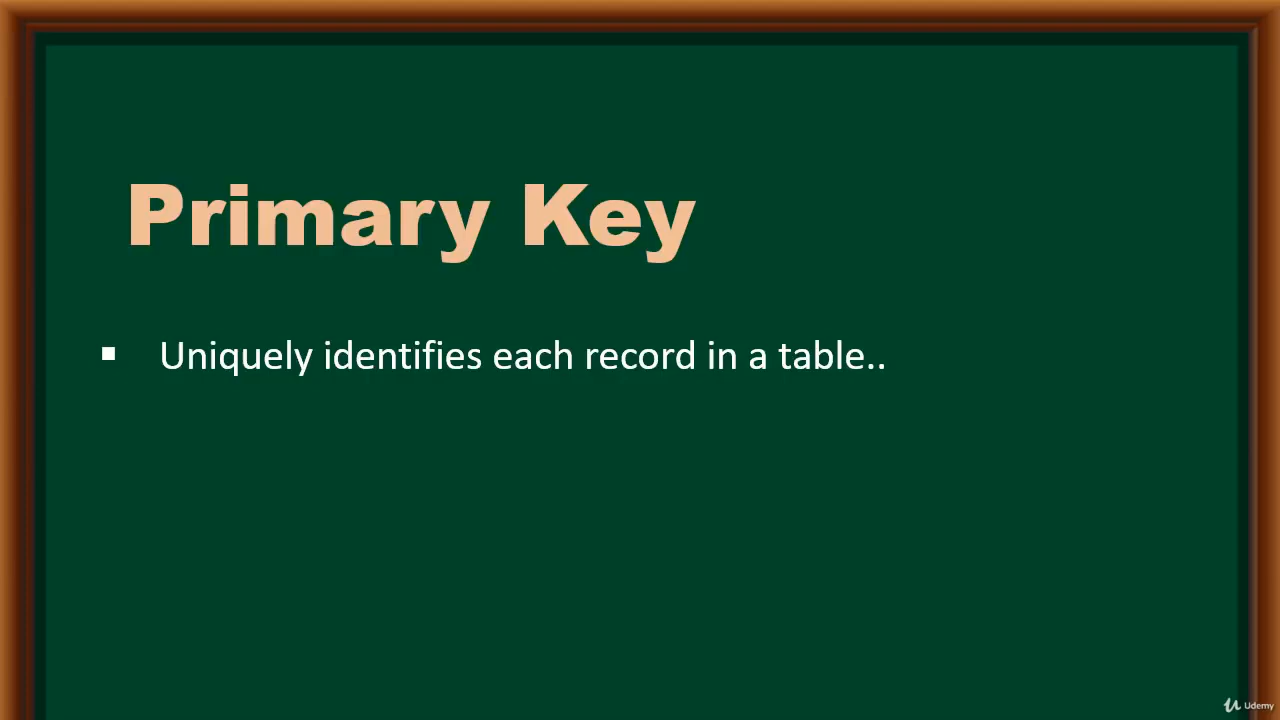 Primary Key
▪ Uniquely identifies each record in a table..
Udemy